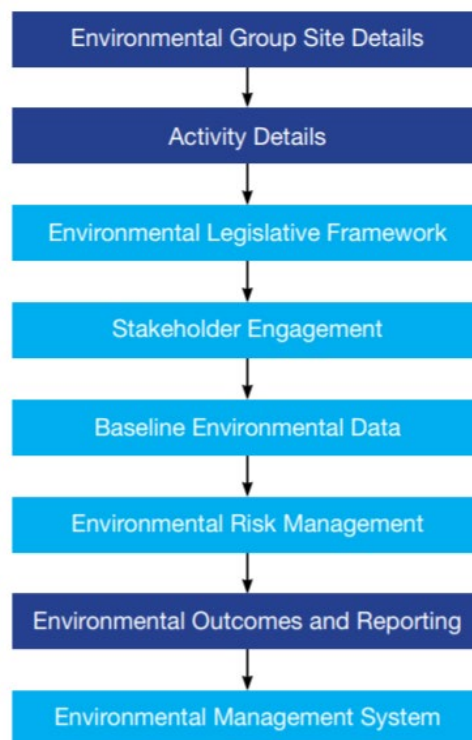 Environmental Group Site Details
Activity Details
Environmental Legislative Framework
Stakeholder Engagement
Baseline Environmental Data
Environmental Risk Management
Environmental Outcomes and Reporting
Environmental Management System